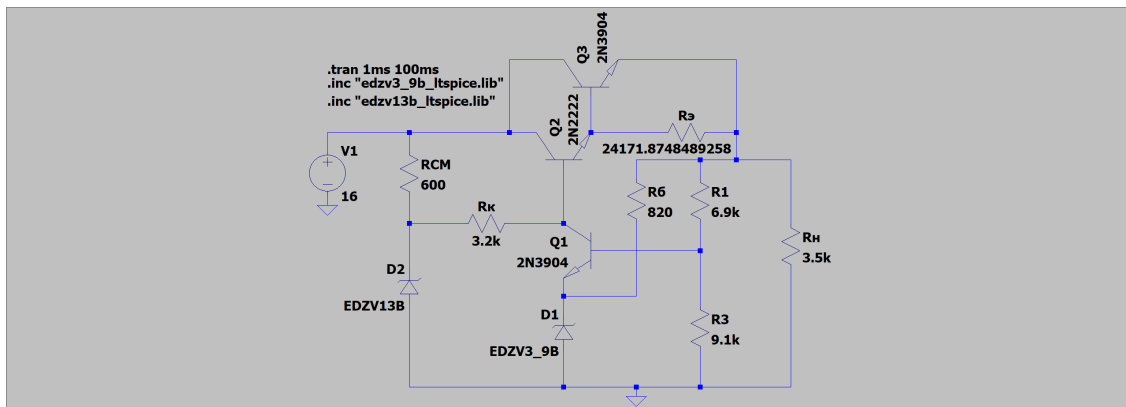 Q3
2N3904
.tran 1ms 100ms
.inc "edzv3_9b_ltspice.lib"
.inc "edzv13b_ltspice.lib"
Q2
2N2222
Rэ
24171.8748489258
V1
16
RCM
600
Rб
820
R1
6.9k
Rк
3.2k
Q1
2N3904
Rн
3.5k
D2
EDZV13B
D1
EDZV3_9B
R3
9.1k